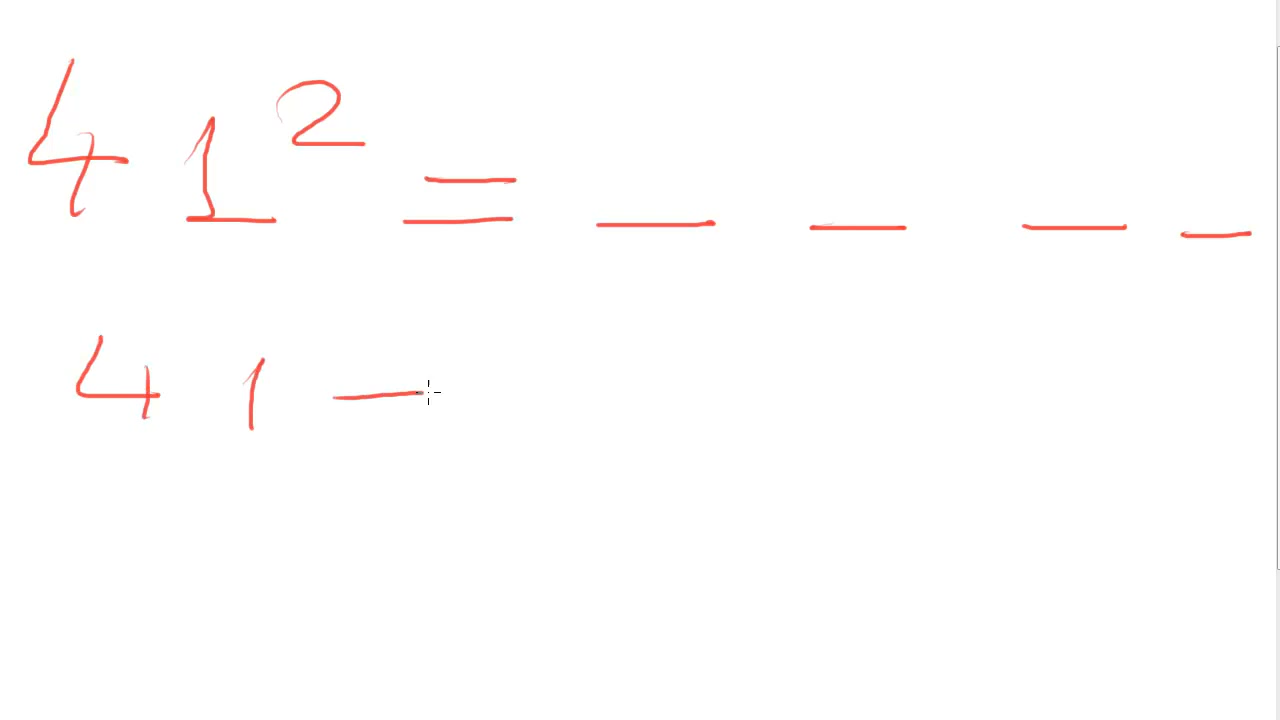 41² = _ _ _ _
41 –